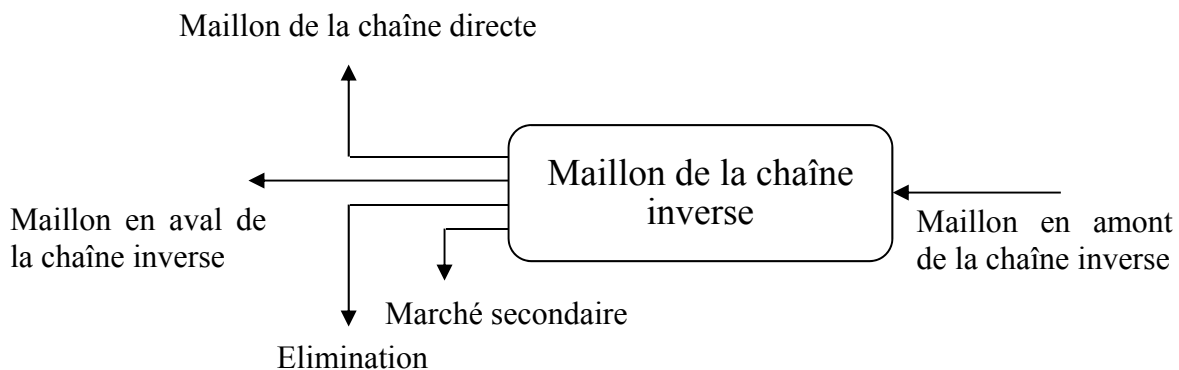 Maillon de la chaîne directe
Maillon de la chaîne
inverse
Maillon en aval de
la chaîne inverse
Maillon en amont
de la chaîne inverse
Marché secondaire
Elimination